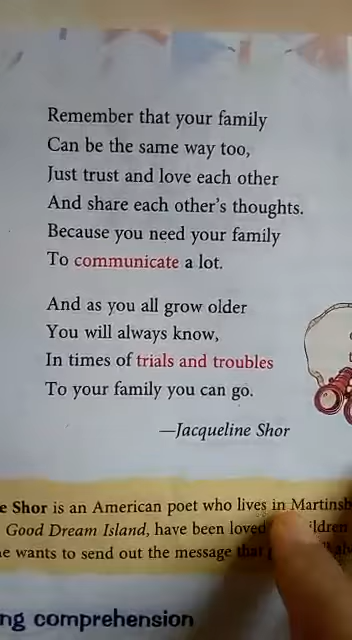 Remember that your family
Can be the same way too,
Just trust and love each other
And share each other's thoughts.
Because you need your family
To communicate a lot.
And as you all grow older
You will always know,
In times of trials and troubles
To your family you can go.
—Jacqueline Shor
e Shor is an American poet who lives in Martinsb
Good Dream Island, have been loved ildren
e wants to send out the message that
ng comprehension